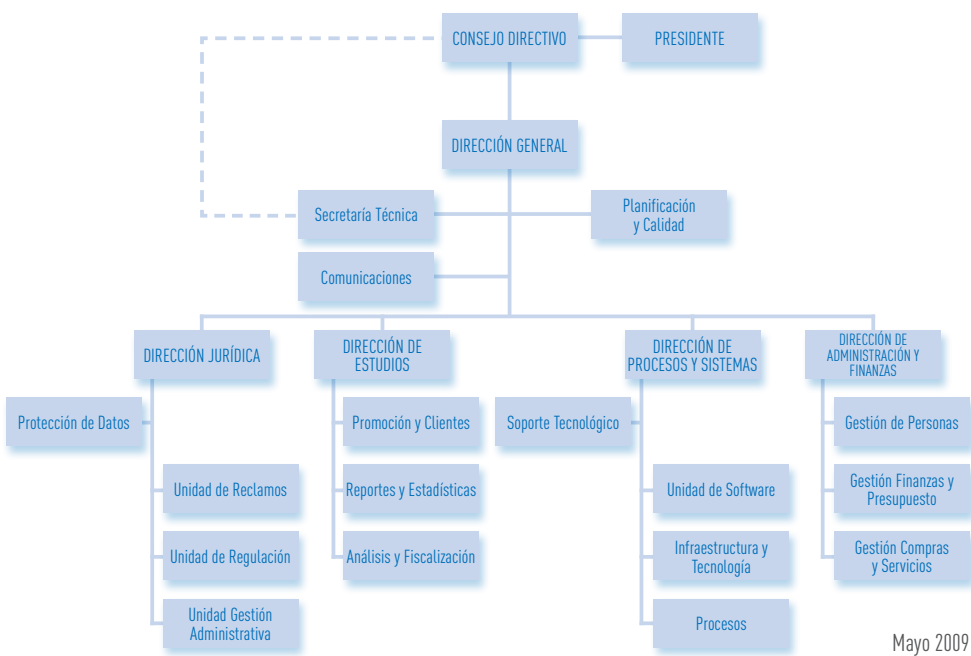 CONSEJO DIRECTIVO
PRESIDENTE
DIRECCIÓN GENERAL
Secretaría Técnica
Planificación
y Calidad
Comunicaciones
DIRECCIÓN JURÍDICA
DIRECCIÓN DE
ESTUDIOS
DIRECCIÓN DE
PROCESOS Y SISTEMAS
DIRECCIÓN DE
ADMINISTRACIÓN Y
FINANZAS
Protección de Datos
Promoción y Clientes
Soporte Tecnológico
Gestión de Personas
Unidad de Reclamos
Reportes y Estadísticas
Unidad de Software
Gestión Finanzas y
Presupuesto
Unidad de Regulación
Análisis y Fiscalización
Infraestructura y
Tecnología
Gestión Compras
y Servicios
Unidad Gestión
Administrativa
Procesos
Mayo 2009